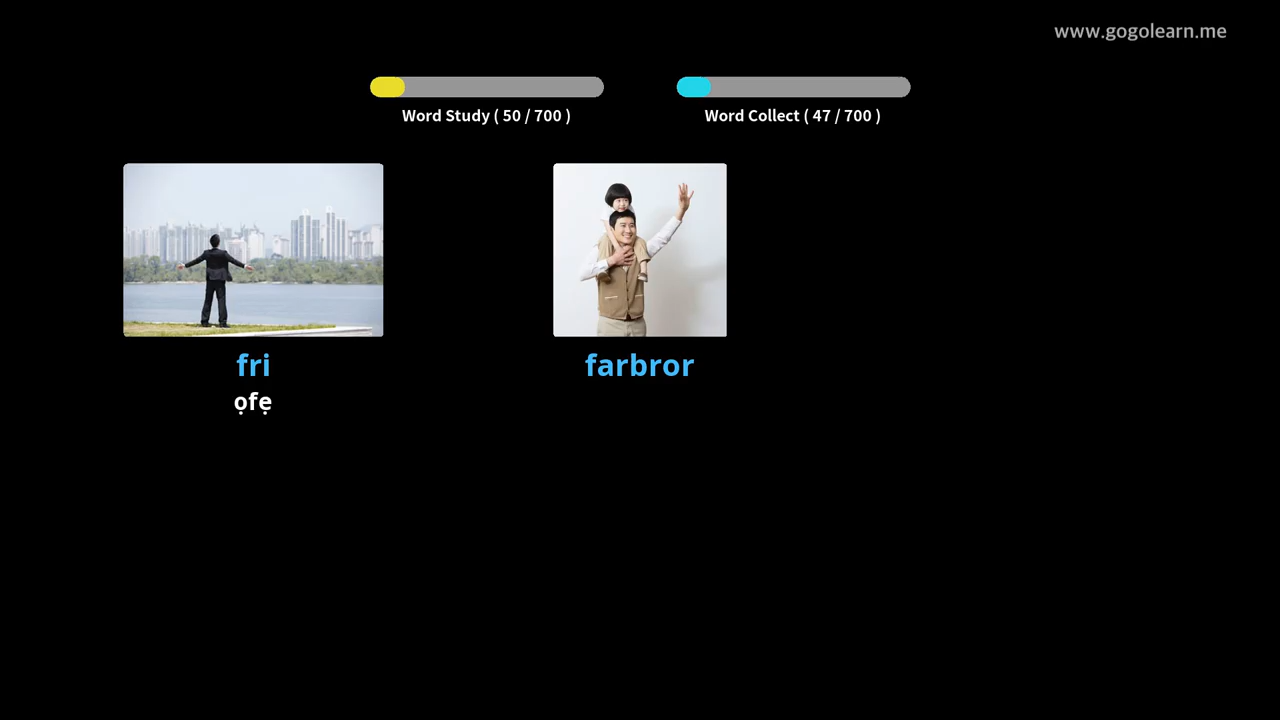 www.gogolearn.me
Word Study ( 50 / 700 )
Word Collect ( 47 / 700 )
fri
farbror
ọfẹ